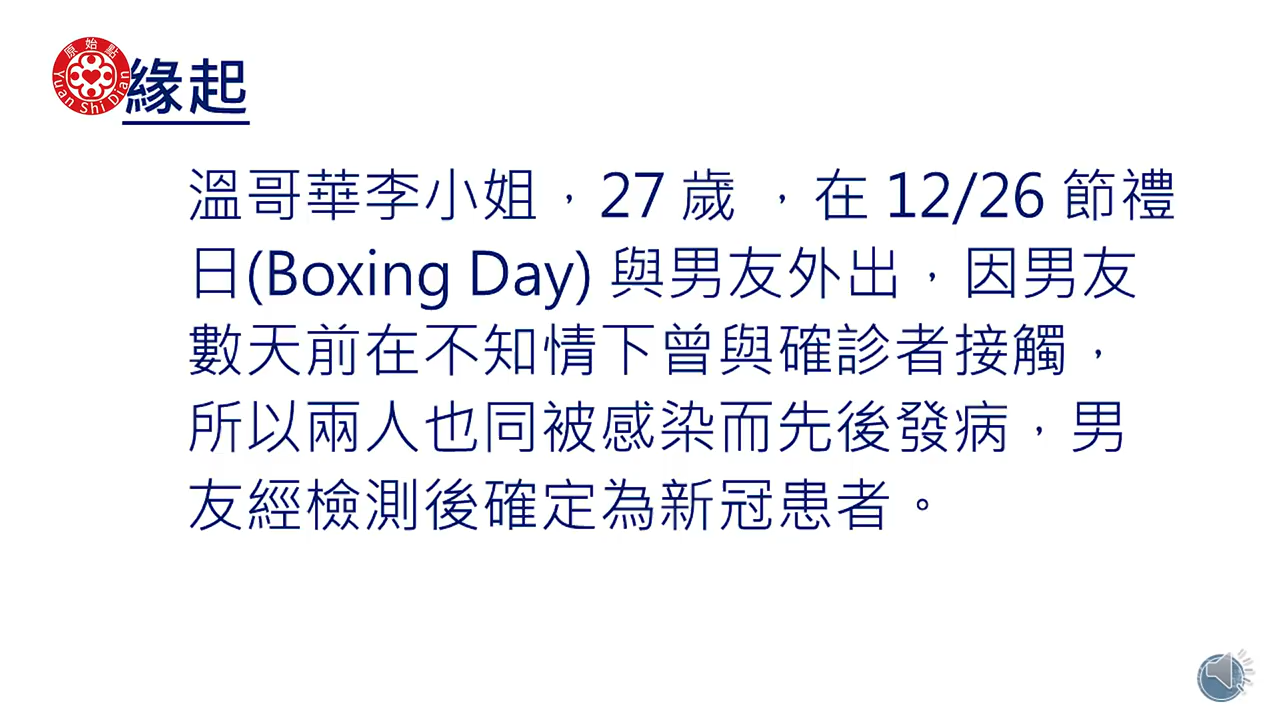 原始點
Yuan Shi Dian
緣起
溫哥華李小姐，27 歲 ，在 12/26 節禮
日(Boxing Day) 與男友外出，因男友
數天前在不知情下曾與確診者接觸，
所以兩人也同被感染而先後發病，男
友經檢測後確定為新冠患者。